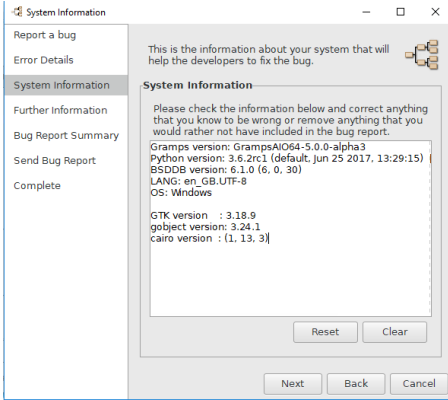 System Information
Report a bug
Error Details
System Information
Further Information
Bug Report Summary
Send Bug Report
Complete
This is the information about your system that will
help the developers to fix the bug.
System Information
Please check the information below and correct anything
that you know to be wrong or remove anything that you
would rather not have included in the bug report.
Gramps version: GrampsAIO64-5.0.0-alpha3
Python version: 3.6.2rc1 (default, Jun 25 2017, 13:29:15)
BSDDB version: 6.1.0 (6, 0, 30)
LANG: en_GB.UTF-8
OS: Windows
GTK version    : 3.18.9
gobject version: 3.24.1
cairo version  : (1, 13, 3)
Reset
Clear
Next
Back
Cancel